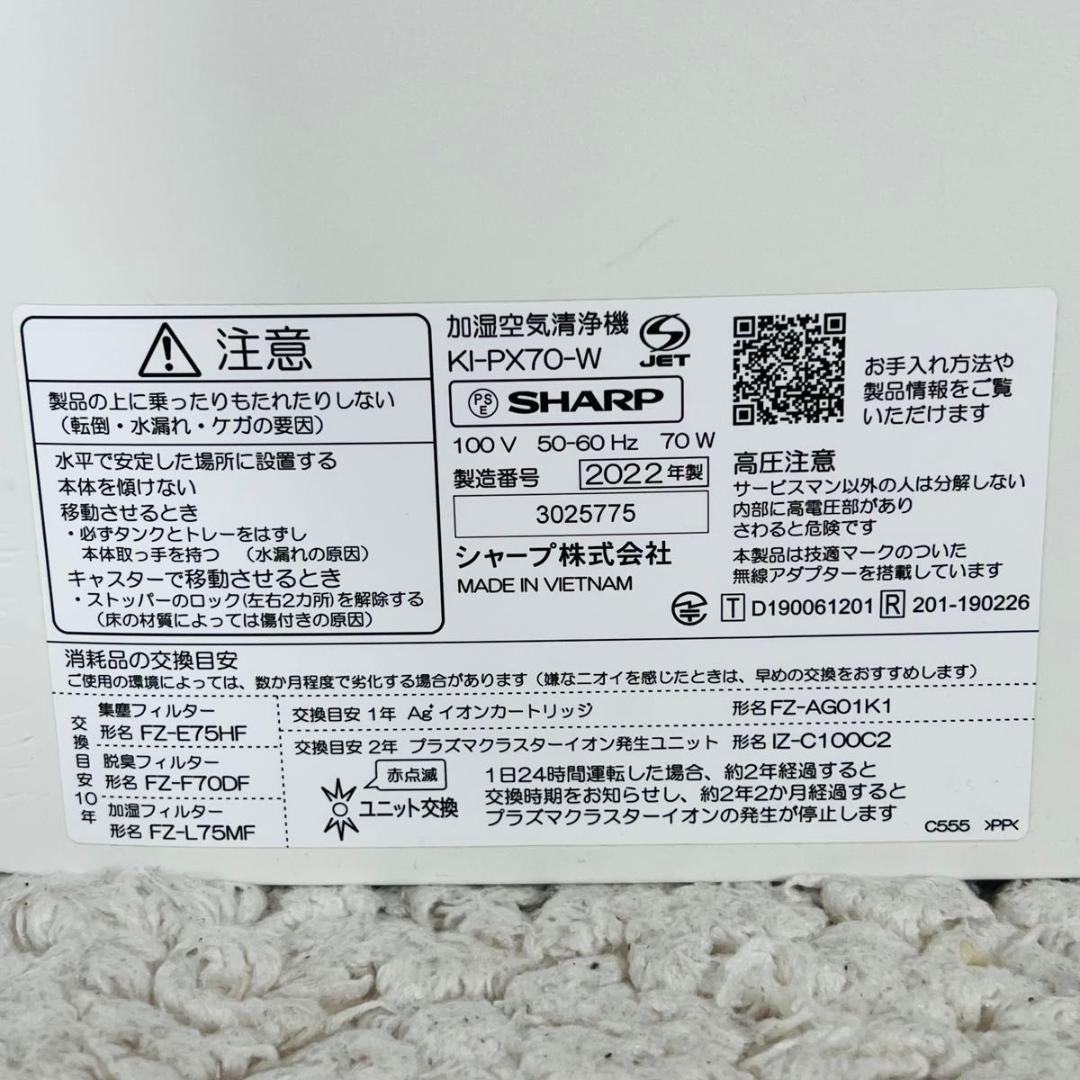 注意
製品の上に乗ったりもたれたりしない
（転倒・水漏れ・ケガの要因）
水平で安定した場所に設置する
本体を傾けない
移動させるとき
・必ずタンクとトレーをはずし
本体取っ手を持つ （水漏れの原因）
キャスターで移動させるとき
・ストッパーのロック(左右2カ所)を解除する
（床の材質によっては傷付きの原因）
加湿空気清浄機
KI-PX70-W
JET
PS
E
SHARP
100 V 50-60 Hz 70 W
製造番号 2022年製
3025775
シャープ株式会社
MADE IN VIETNAM
お手入れ方法や
製品情報をご覧
いただけます
高圧注意
サービスマン以外の人は分解しない
内部に高電圧部があり
さわると危険です
本製品は技適マークのついた
無線アダプターを搭載しています
T D190061201 R 201-190226
消耗品の交換目安
ご使用の環境によっては、数か月程度で劣化する場合があります（嫌なニオイを感じたときは、早めの交換をおすすめします）
交換目安10年
集塵フィルター
形名 FZ-E75HF
脱臭フィルター
形名 FZ-F70DF
加湿フィルター
形名 FZ-L75MF
交換目安 1年 Ag⁺イオンカートリッジ 形名 FZ-AG01K1
交換目安 2年 プラズマクラスターイオン発生ユニット 形名 IZ-C100C2
赤点滅
ユニット交換
1日24時間運転した場合、約2年経過すると
交換時期をお知らせし、約2年2か月経過すると
プラズマクラスターイオンの発生が停止します
C555 >PP<